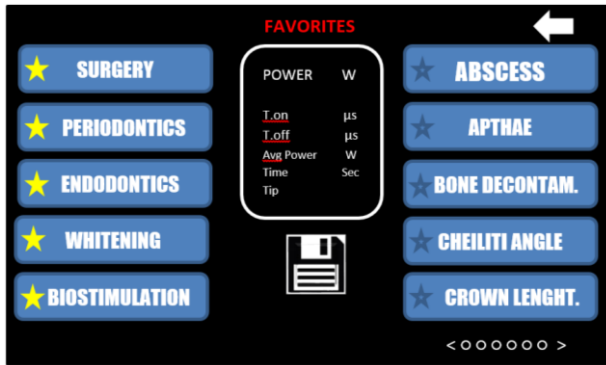 FAVORITES
SURGERY
PERIODONTICS
ENDODONTICS
WHITENING
BIOSTIMULATION
POWER W
T.on µs
T.off µs
Avg Power W
Time Sec
Tip
ABSCESS
APTHAE
BONE DECONTAM.
CHEILITI ANGLE
CROWN LENGHT.